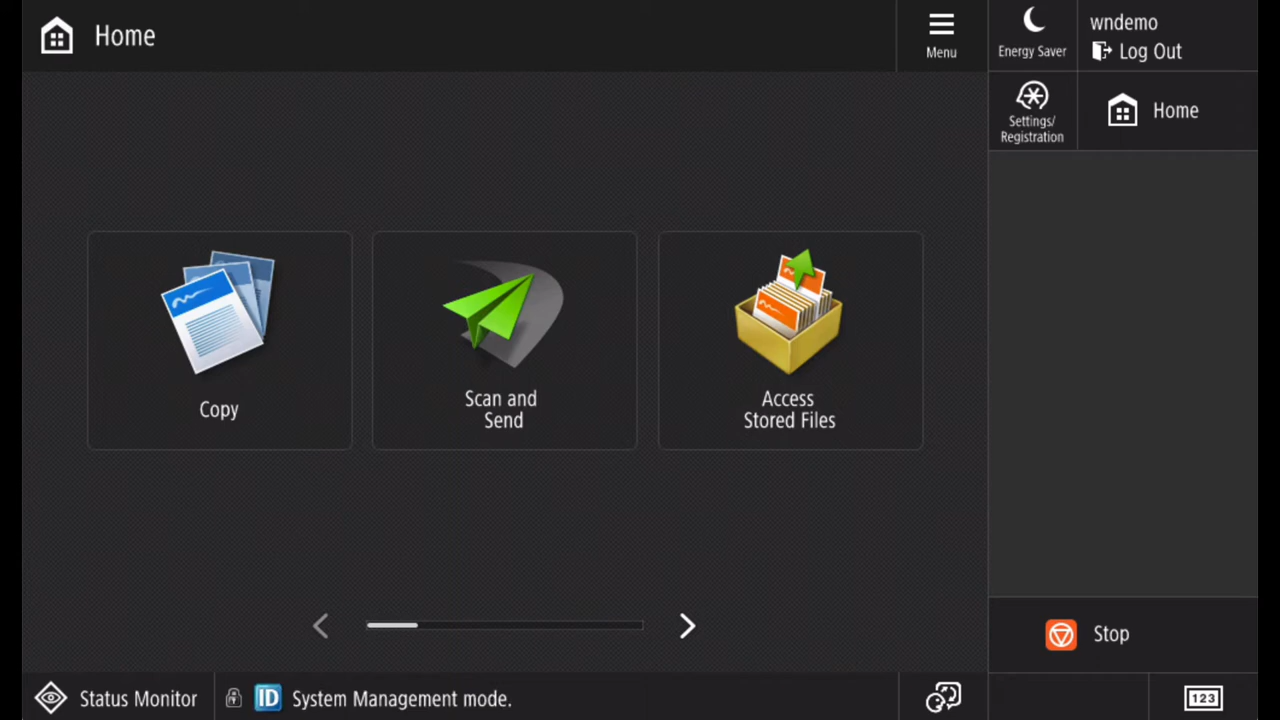 Home
Menu
Energy Saver
wndemo
Log Out
Settings/
Registration
Home
Copy
Scan and
Send
Access
Stored Files
Stop
Status Monitor
ID
System Management mode.
123